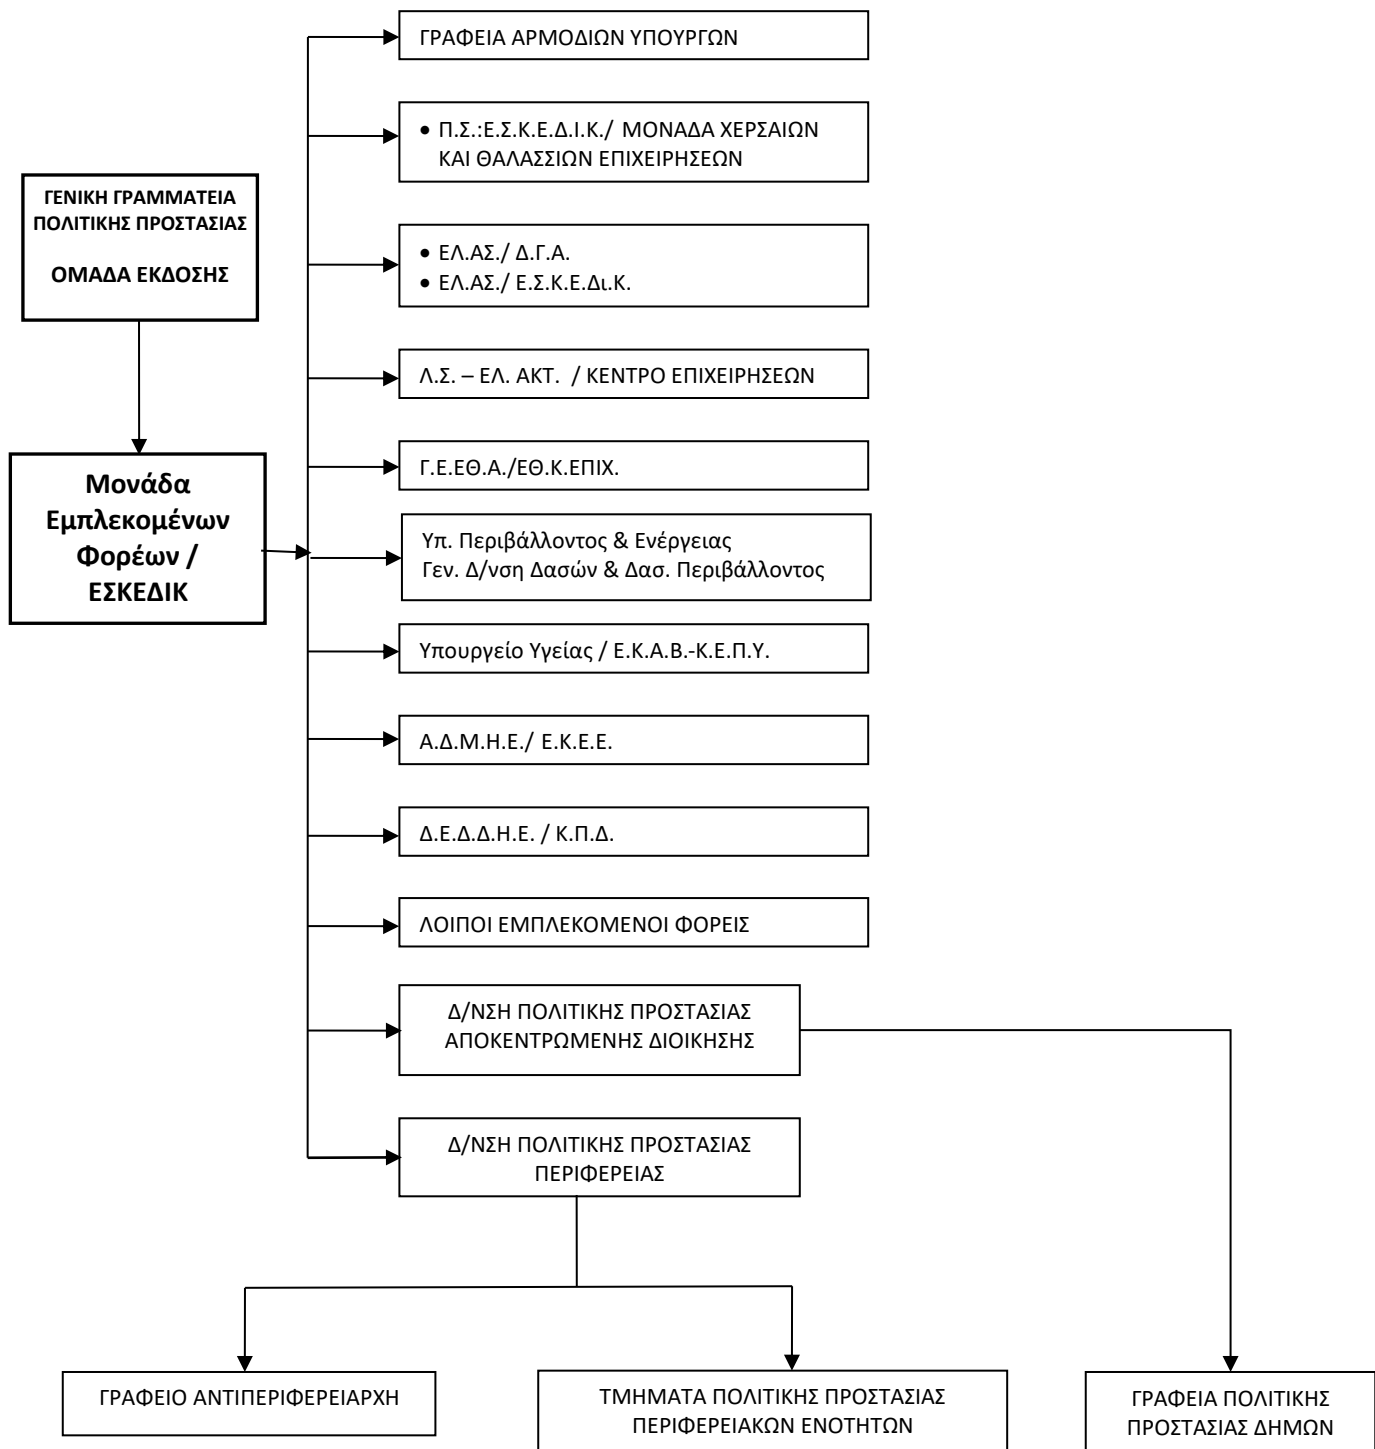 ΓΡΑΦΕΙΑ ΑΡΜΟΔΙΩΝ ΥΠΟΥΡΓΩΝ
• Π.Σ.:Ε.Σ.Κ.Ε.Δ.Ι.Κ./ ΜΟΝΑΔΑ ΧΕΡΣΑΙΩΝ
ΚΑΙ ΘΑΛΑΣΣΙΩΝ ΕΠΙΧΕΙΡΗΣΕΩΝ
ΓΕΝΙΚΗ ΓΡΑΜΜΑΤΕΙΑ
ΠΟΛΙΤΙΚΗΣ ΠΡΟΣΤΑΣΙΑΣ
ΟΜΑΔΑ ΕΚΔΟΣΗΣ
• ΕΛ.ΑΣ./ Δ.Γ.Α.
• ΕΛ.ΑΣ./ Ε.Σ.Κ.Ε.Δι.Κ.
Λ.Σ. – ΕΛ. ΑΚΤ. / ΚΕΝΤΡΟ ΕΠΙΧΕΙΡΗΣΕΩΝ
Γ.Ε.ΕΘ.Α./ΕΘ.Κ.ΕΠΙΧ.
Μονάδα
Εμπλεκομένων
Φορέων /
ΕΣΚΕΔΙΚ
Υπ. Περιβάλλοντος & Ενέργειας
Γεν. Δ/νση Δασών & Δασ. Περιβάλλοντος
Υπουργείο Υγείας / Ε.Κ.Α.Β.-Κ.Ε.Π.Υ.
Α.Δ.Μ.Η.Ε./ Ε.Κ.Ε.Ε.
Δ.Ε.Δ.Δ.Η.Ε. / Κ.Π.Δ.
ΛΟΙΠΟΙ ΕΜΠΛΕΚΟΜΕΝΟΙ ΦΟΡΕΙΣ
Δ/ΝΣΗ ΠΟΛΙΤΙΚΗΣ ΠΡΟΣΤΑΣΙΑΣ
ΑΠΟΚΕΝΤΡΩΜΕΝΗΣ ΔΙΟΙΚΗΣΗΣ
Δ/ΝΣΗ ΠΟΛΙΤΙΚΗΣ ΠΡΟΣΤΑΣΙΑΣ
ΠΕΡΙΦΕΡΕΙΑΣ
ΓΡΑΦΕΙΟ ΑΝΤΙΠΕΡΙΦΕΡΕΙΑΡΧΗ
ΤΜΗΜΑΤΑ ΠΟΛΙΤΙΚΗΣ ΠΡΟΣΤΑΣΙΑΣ
ΠΕΡΙΦΕΡΕΙΑΚΩΝ ΕΝΟΤΗΤΩΝ
ΓΡΑΦΕΙΑ ΠΟΛΙΤΙΚΗΣ
ΠΡΟΣΤΑΣΙΑΣ ΔΗΜΩΝ